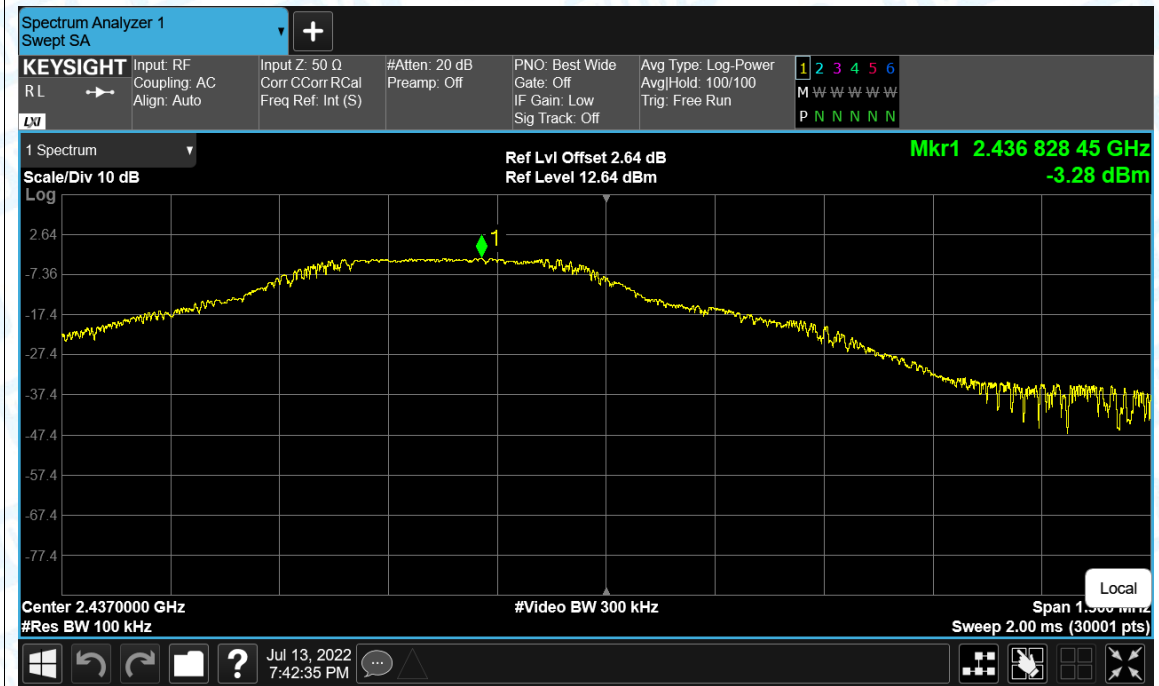 Spectrum Analyzer 1
Swept SA
KEYSIGHT
R L
LXI
Input: RF
Coupling: AC
Align: Auto
Input Z: 50 Ω
Corr CCorr RCal
Freq Ref: Int (S)
#Atten: 20 dB
Preamp: Off
PNO: Best Wide
Gate: Off
IF Gain: Low
Sig Track: Off
Avg Type: Log-Power
Avg|Hold: 100/100
Trig: Free Run
1 2 3 4 5 6
M W W W W W
P N N N N N
1 Spectrum
Scale/Div 10 dB
Log
Ref Lvl Offset 2.64 dB
Ref Level 12.64 dBm
Mkr1 2.436 828 45 GHz
-3.28 dBm
1
2.64
-7.36
-17.4
-27.4
-37.4
-47.4
-57.4
-67.4
-77.4
Local
Center 2.4370000 GHz
#Res BW 100 kHz
#Video BW 300 kHz
Span
Sweep 2.00 ms (30001 pts)
?
Jul 13, 2022
7:42:35 PM